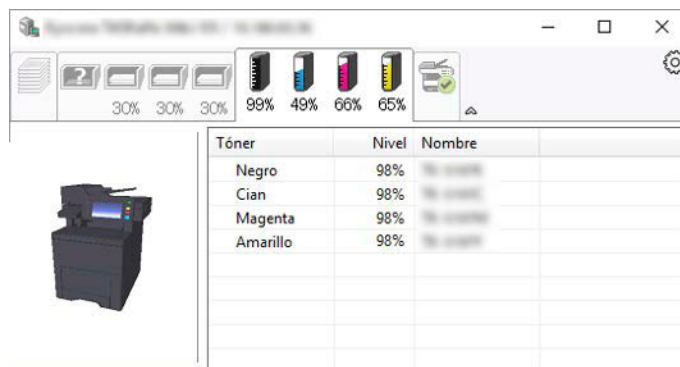 30% 30% 30% 99% 49% 66% 65%
Tóner Nivel Nombre
Negro 98%
Cian 98%
Magenta 98%
Amarillo 98%